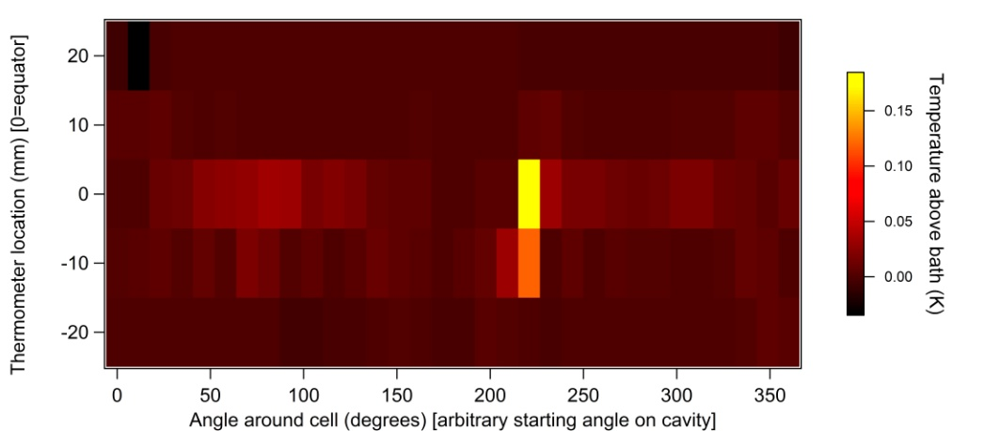 Thermometer location (mm) [0=equator]
20
10
0
-10
-20
0 50 100 150 200 250 300 350
Angle around cell (degrees) [arbitrary starting angle on cavity]
0.15
0.10
0.05
0.00
Temperature above bath (K)